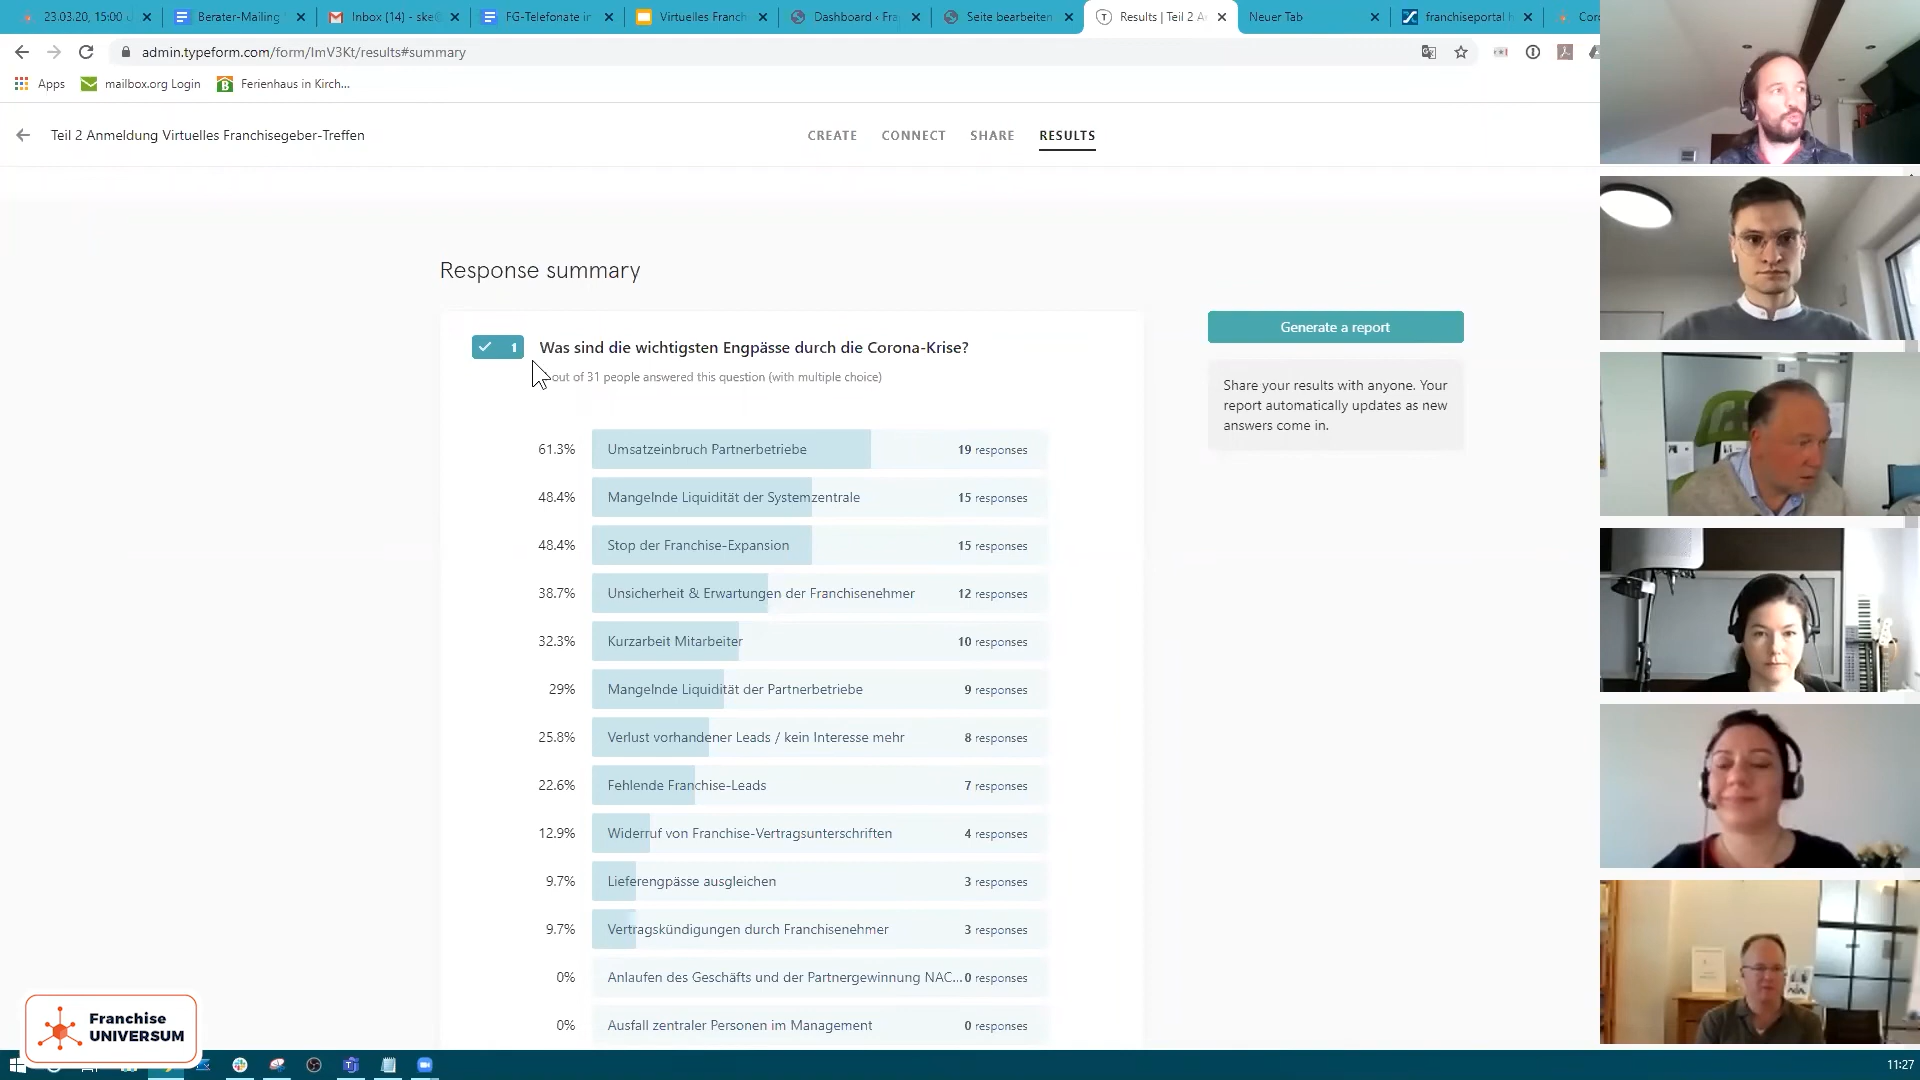 23.03.20, 15:00
Berater-Mailing
Inbox (14) - ske
FG-Telefonate in
Virtuelles Franch
Dashboard ‹ Fra
Seite bearbeiten
Results | Teil 2 A
Neuer Tab
franchiseportal
admin.typeform.com/form/ImV3Kt/results#summary
Apps
mailbox.org Login
Ferienhaus in Kirch...
Teil 2 Anmeldung Virtuelles Franchisegeber-Treffen
CREATE
CONNECT
SHARE
RESULTS
Response summary
Generate a report
1
Was sind die wichtigsten Engpässe durch die Corona-Krise?
out of 31 people answered this question (with multiple choice)
Share your results with anyone. Your
report automatically updates as new
answers come in.
61.3% Umsatzeinbruch Partnerbetriebe 19 responses
48.4% Mangelnde Liquidität der Systemzentrale 15 responses
48.4% Stop der Franchise-Expansion 15 responses
38.7% Unsicherheit & Erwartungen der Franchisenehmer 12 responses
32.3% Kurzarbeit Mitarbeiter 10 responses
29% Mangelnde Liquidität der Partnerbetriebe 9 responses
25.8% Verlust vorhandener Leads / kein Interesse mehr 8 responses
22.6% Fehlende Franchise-Leads 7 responses
12.9% Widerruf von Franchise-Vertragsunterschriften 4 responses
9.7% Lieferengpässe ausgleichen 3 responses
9.7% Vertragskündigungen durch Franchisenehmer 3 responses
0% Anlaufen des Geschäfts und der Partnergewinnung NAC... 0 responses
0% Ausfall zentraler Personen im Management 0 responses
Franchise
UNIVERSUM
11:27